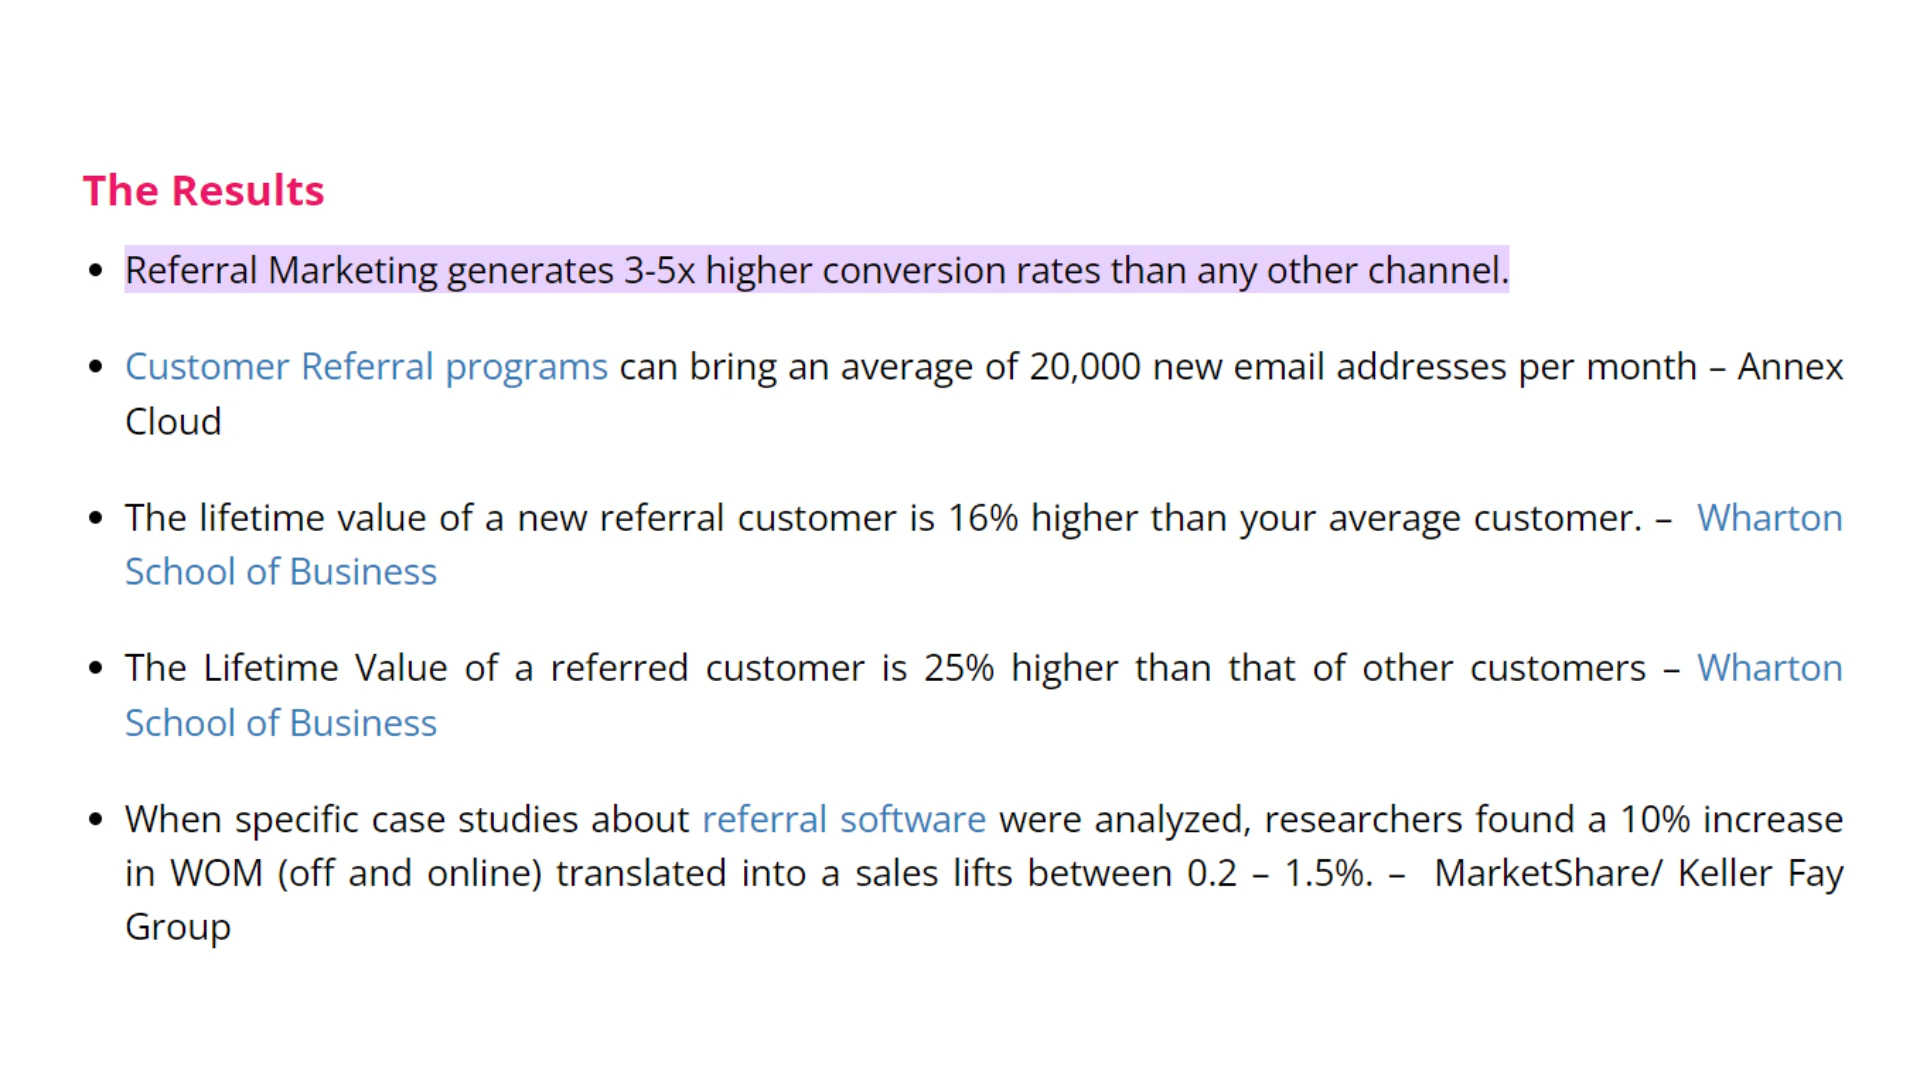 The Results
• Referral Marketing generates 3-5x higher conversion rates than any other channel.
• Customer Referral programs can bring an average of 20,000 new email addresses per month – Annex
Cloud
• The lifetime value of a new referral customer is 16% higher than your average customer. – Wharton
School of Business
• The Lifetime Value of a referred customer is 25% higher than that of other customers – Wharton
School of Business
• When specific case studies about referral software were analyzed, researchers found a 10% increase
in WOM (off and online) translated into a sales lifts between 0.2 – 1.5%. – MarketShare/ Keller Fay
Group